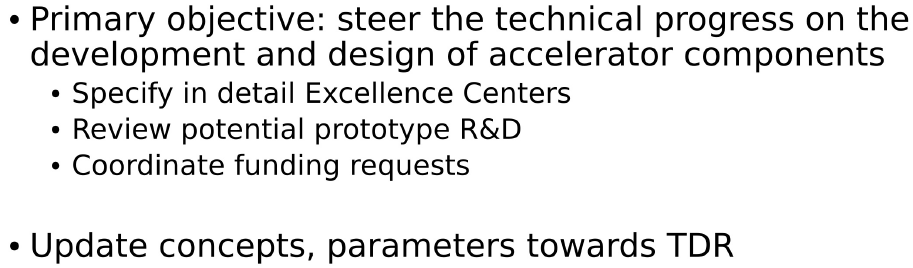 • Primary objective: steer the technical progress on the
development and design of accelerator components
• Specify in detail Excellence Centers
• Review potential prototype R&D
• Coordinate funding requests
• Update concepts, parameters towards TDR